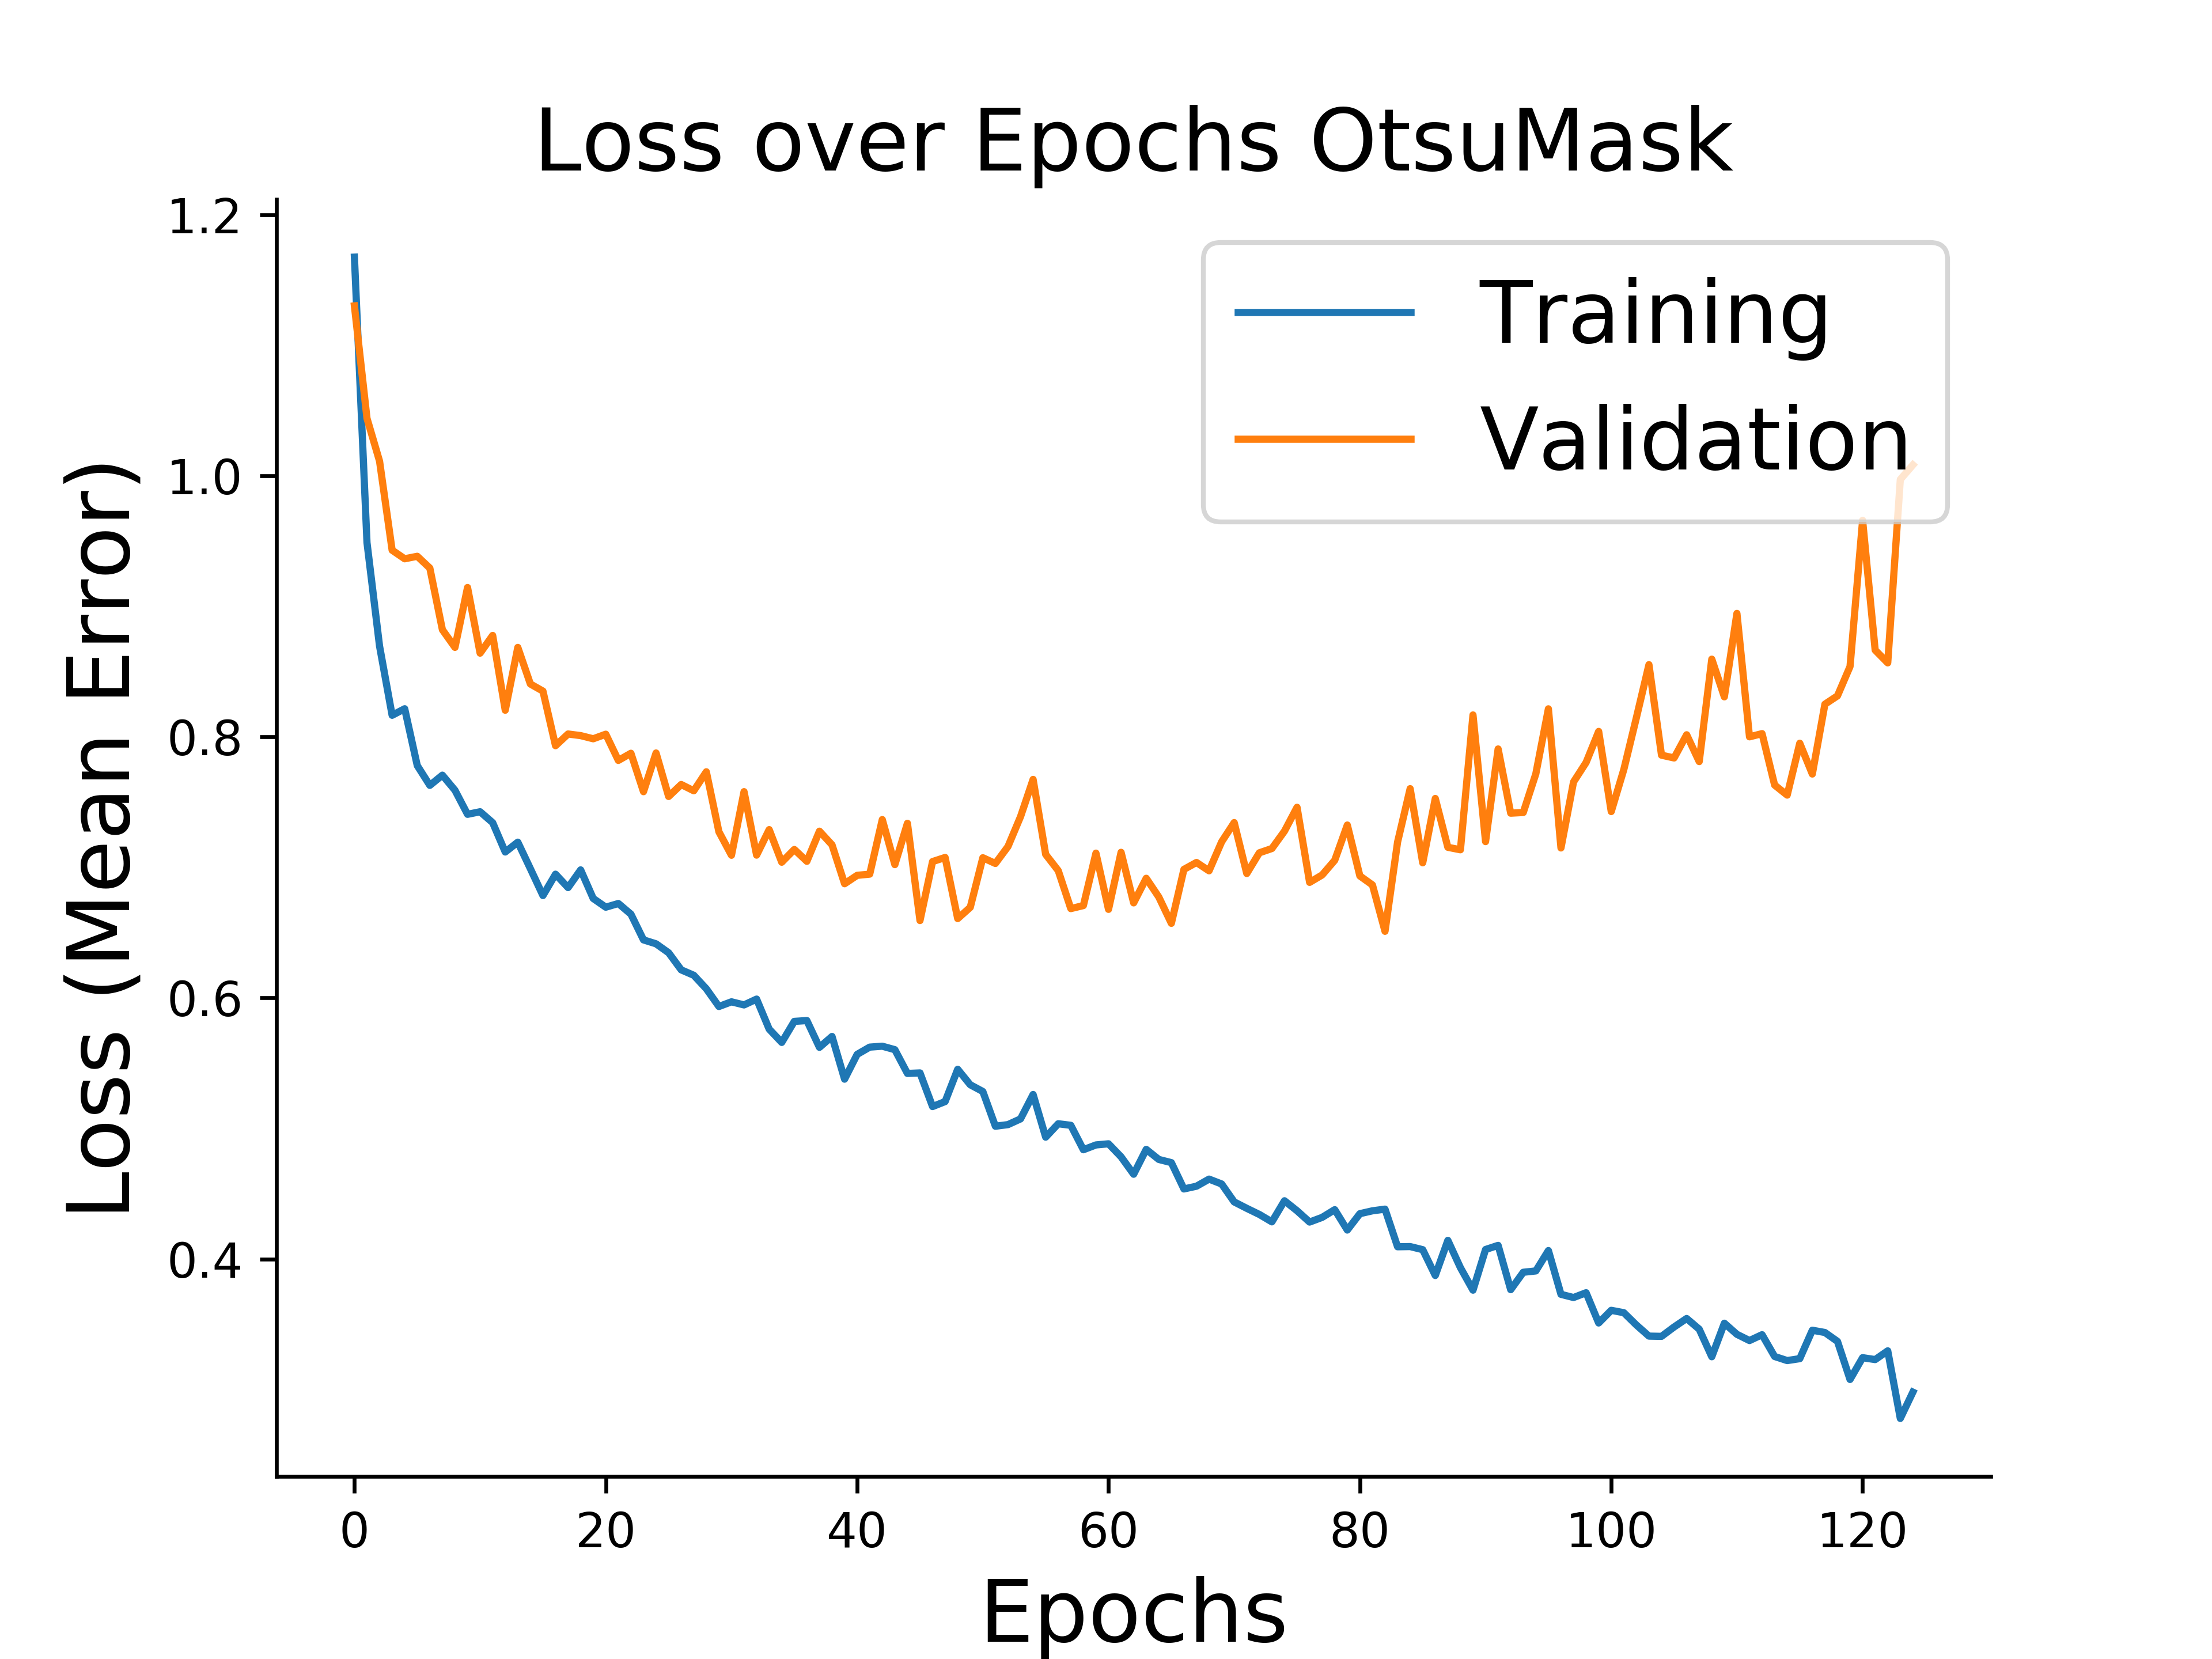 Loss over Epochs OtsuMask
Training
Validation
Loss (Mean Error)
1.2
1.0
0.8
0.6
0.4
0 20 40 60 80 100 120
Epochs